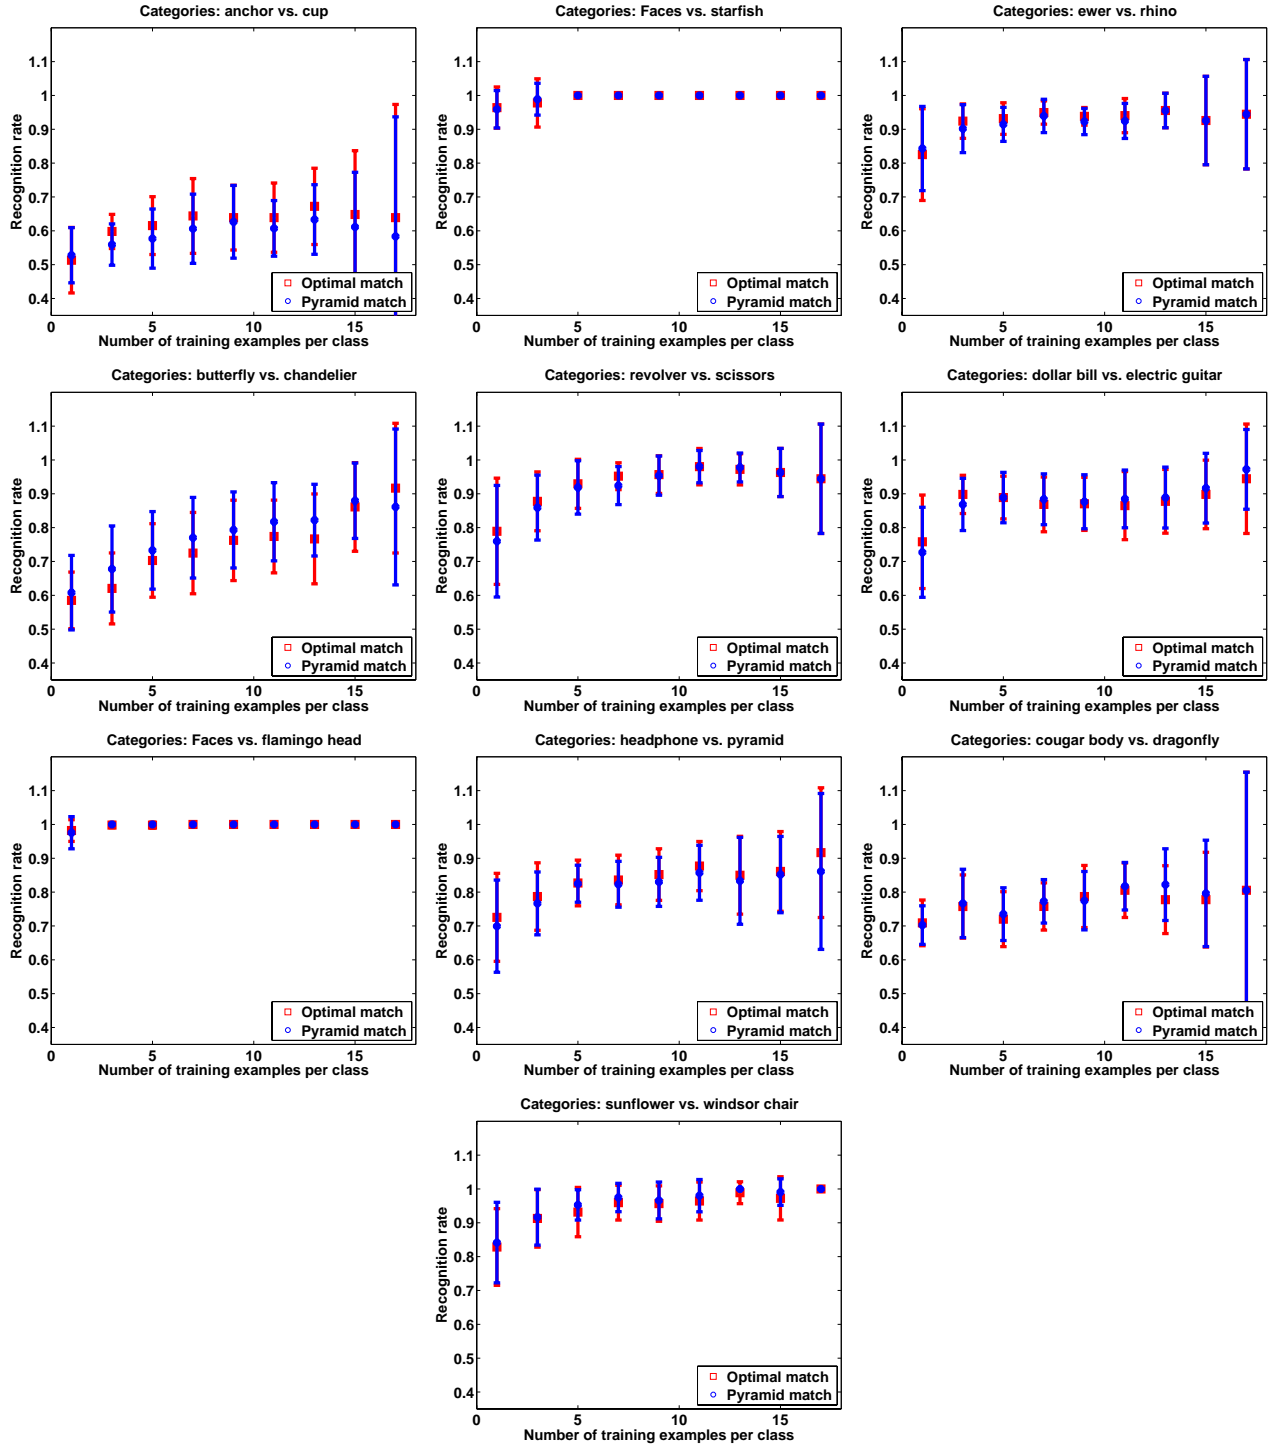 Categories: anchor vs. cup
Recognition rate
1.1
1
0.9
0.8
0.7
0.6
0.5
0.4
Optimal match
Pyramid match
0 5 10 15
Number of training examples per class
Categories: Faces vs. starfish
Recognition rate
1.1
1
0.9
0.8
0.7
0.6
0.5
0.4
Optimal match
Pyramid match
0 5 10 15
Number of training examples per class
Categories: ewer vs. rhino
Recognition rate
1.1
1
0.9
0.8
0.7
0.6
0.5
0.4
Optimal match
Pyramid match
0 5 10 15
Number of training examples per class
Categories: butterfly vs. chandelier
Recognition rate
1.1
1
0.9
0.8
0.7
0.6
0.5
0.4
Optimal match
Pyramid match
0 5 10 15
Number of training examples per class
Categories: revolver vs. scissors
Recognition rate
1.1
1
0.9
0.8
0.7
0.6
0.5
0.4
Optimal match
Pyramid match
0 5 10 15
Number of training examples per class
Categories: dollar bill vs. electric guitar
Recognition rate
1.1
1
0.9
0.8
0.7
0.6
0.5
0.4
Optimal match
Pyramid match
0 5 10 15
Number of training examples per class
Categories: Faces vs. flamingo head
Recognition rate
1.1
1
0.9
0.8
0.7
0.6
0.5
0.4
Optimal match
Pyramid match
0 5 10 15
Number of training examples per class
Categories: headphone vs. pyramid
Recognition rate
1.1
1
0.9
0.8
0.7
0.6
0.5
0.4
Optimal match
Pyramid match
0 5 10 15
Number of training examples per class
Categories: cougar body vs. dragonfly
Recognition rate
1.1
1
0.9
0.8
0.7
0.6
0.5
0.4
Optimal match
Pyramid match
0 5 10 15
Number of training examples per class
Categories: sunflower vs. windsor chair
Recognition rate
1.1
1
0.9
0.8
0.7
0.6
0.5
0.4
Optimal match
Pyramid match
0 5 10 15
Number of training examples per class